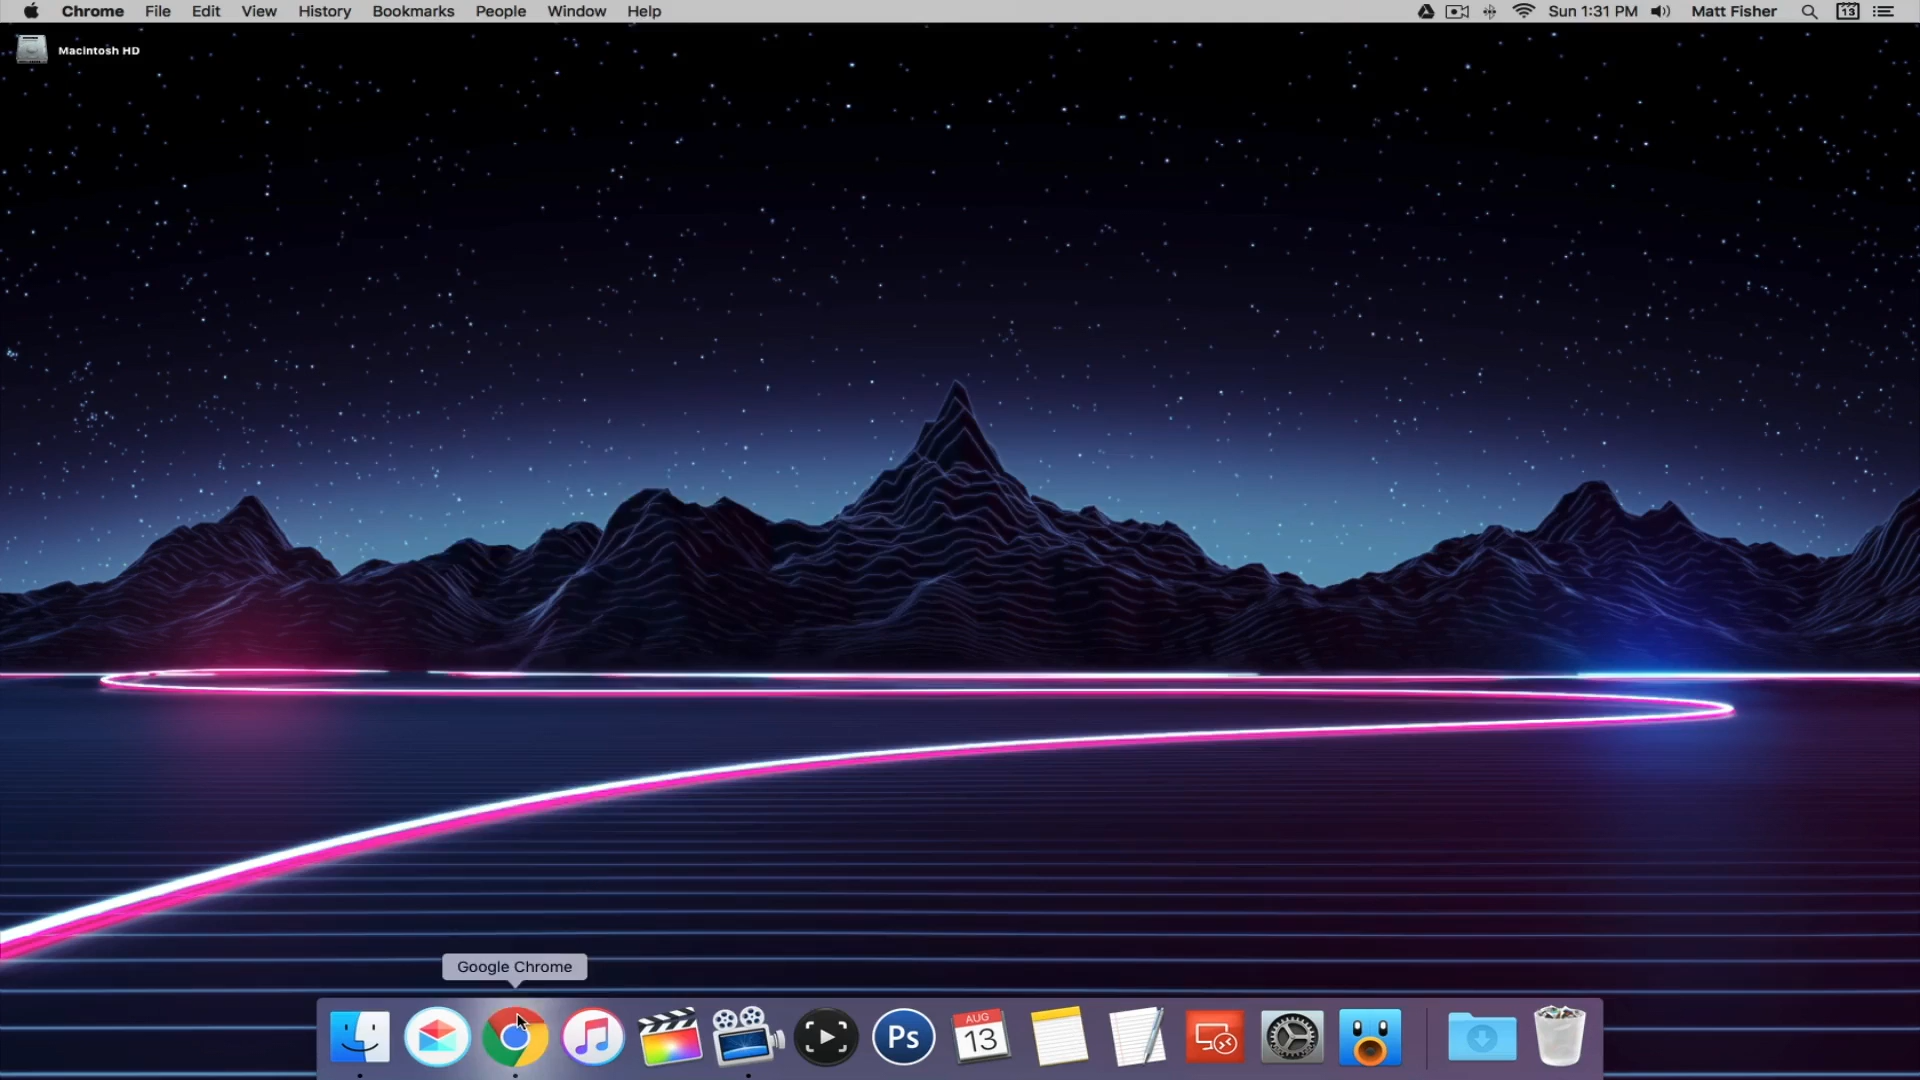 Chrome File Edit View History Bookmarks People Window Help 13 Sun 1:31 PM Matt Fisher
Macintosh HD
Google Chrome
Ps
AUG
13